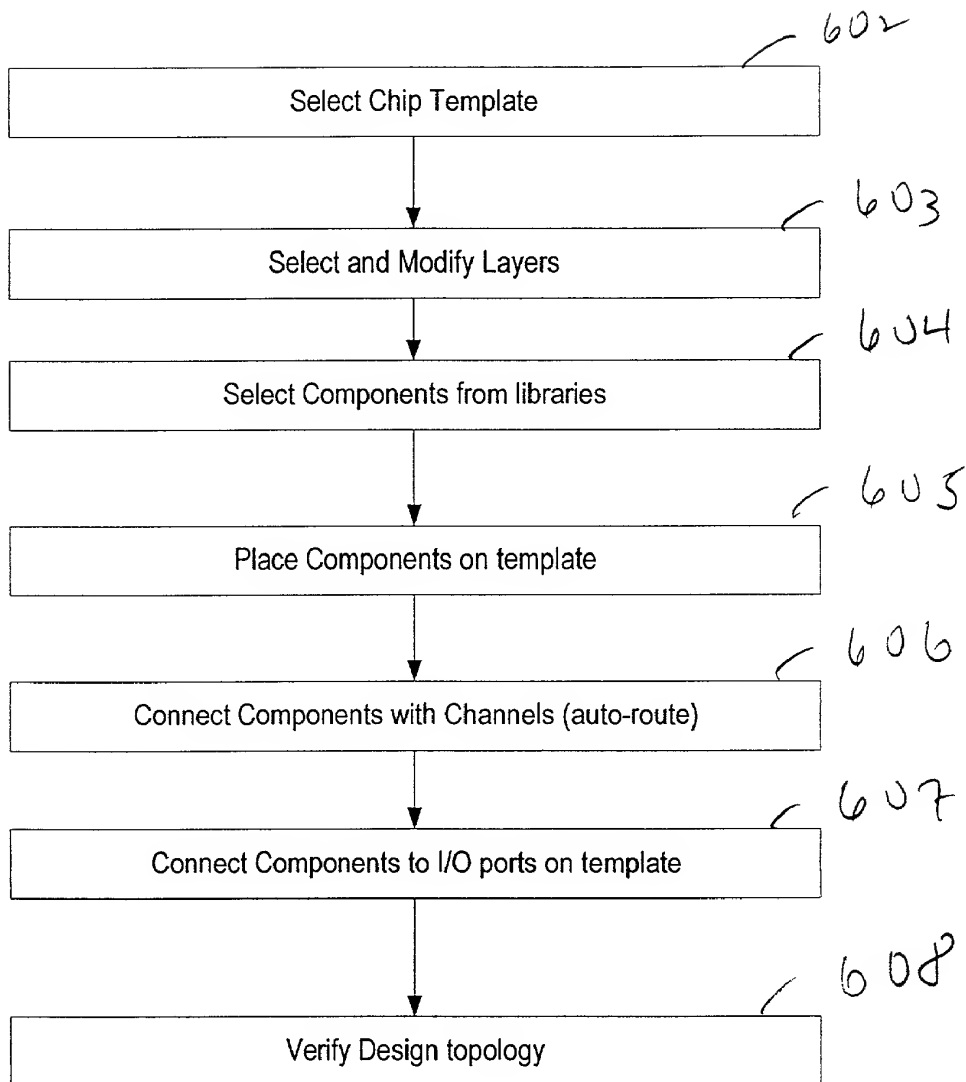 602
Select Chip Template
603
Select and Modify Layers
604
Select Components from libraries
605
Place Components on template
606
Connect Components with Channels (auto-route)
607
Connect Components to I/O ports on template
608
Verify Design topology